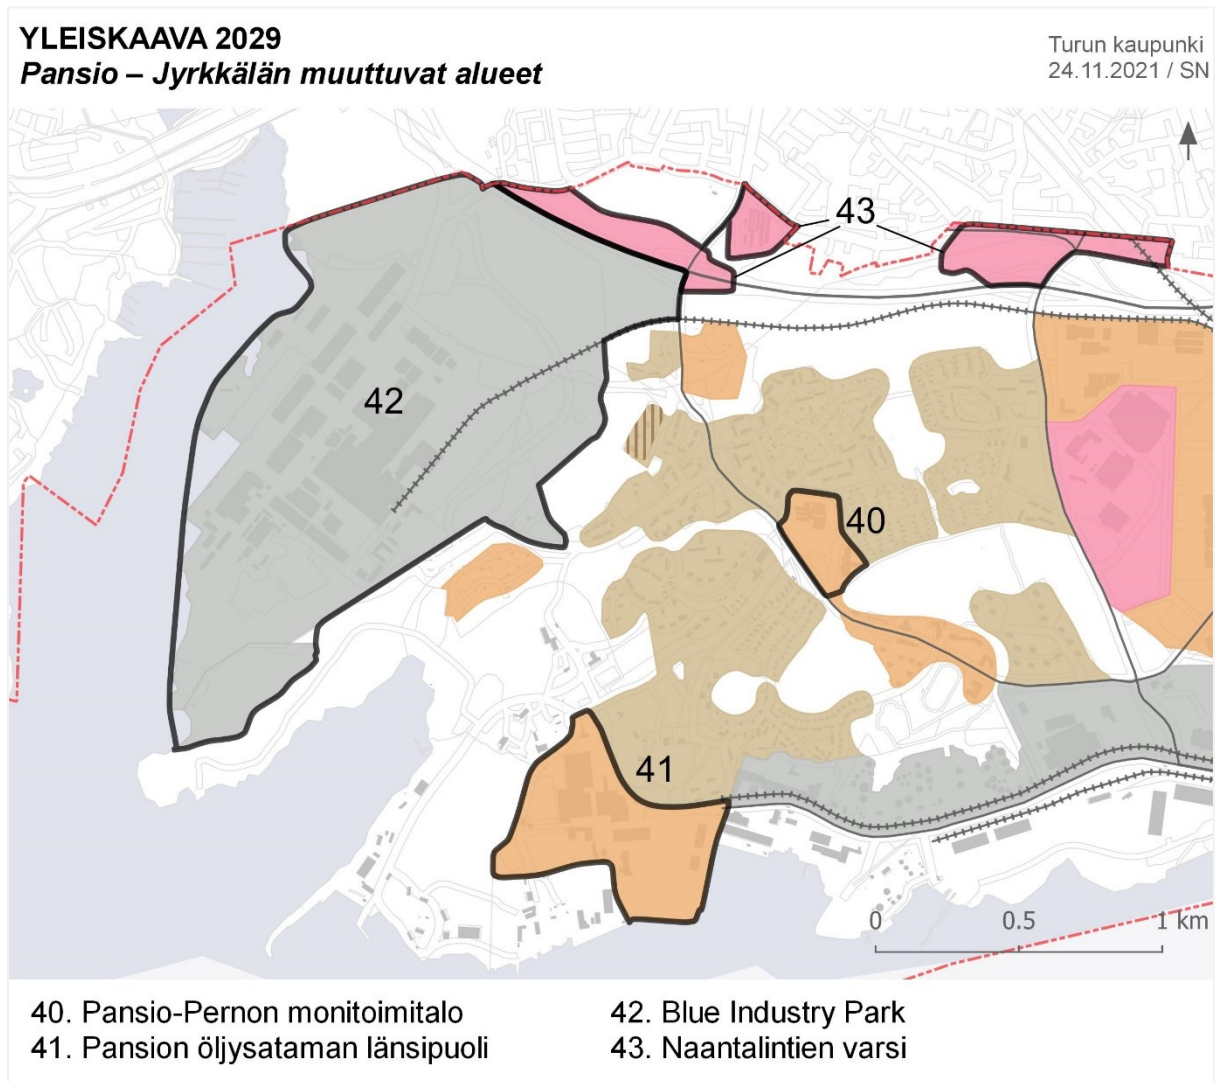 YLEISKAAVA 2029
Pansio – Jyrkkälän muuttuvat alueet
Turun kaupunki
24.11.2021 / SN
43
42
40
41
0 0.5 1 km
40. Pansio-Pernon monitoimitalo
41. Pansion öljysataman länsipuoli
42. Blue Industry Park
43. Naantalintien varsi